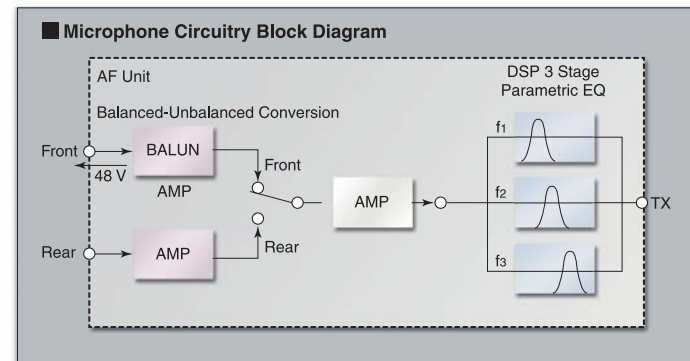 Microphone Circuitry Block Diagram
AF Unit
DSP 3 Stage
Parametric EQ
Balanced-Unbalanced Conversion
f1
Front
BALUN
Front
48 V
AMP
AMP
f2
TX
Rear
AMP
Rear
f3